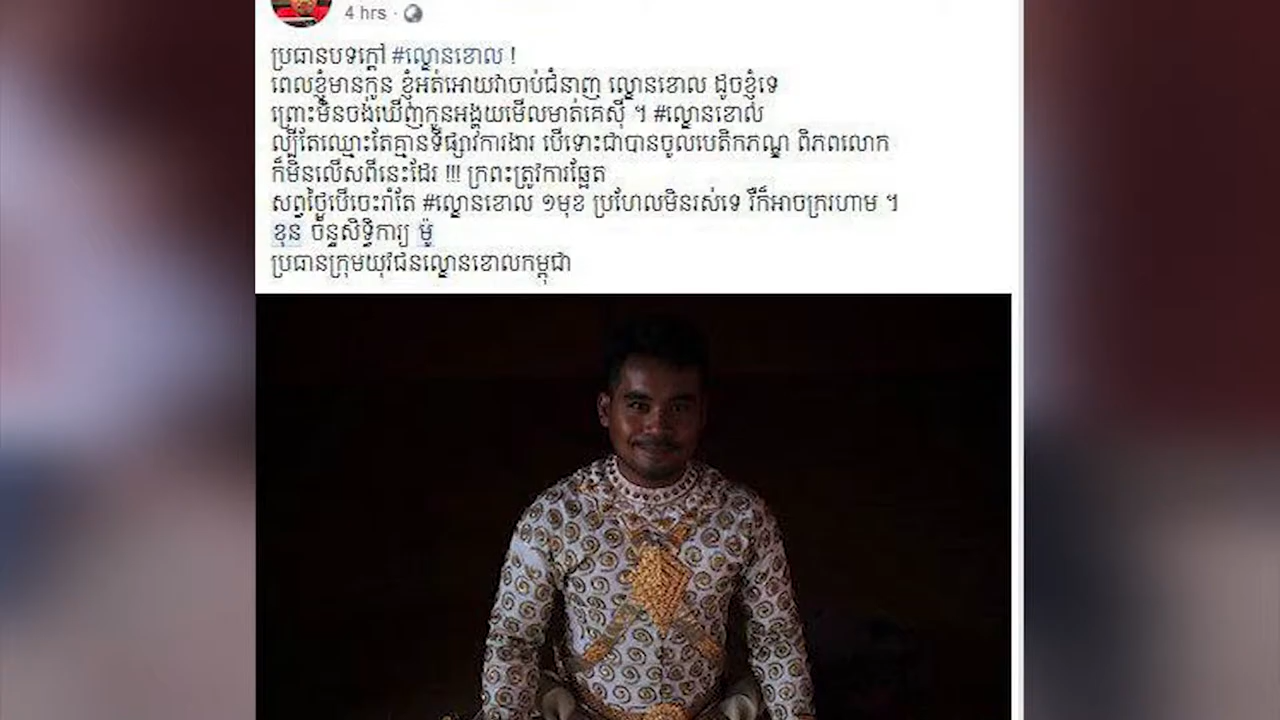 4 hrs ·
ប្រធានបទក្ដៅ #ល្ខោនខោល !
ពេលខ្ញុំមានកូន ខ្ញុំអត់អោយវាចាប់ជំនាញ ល្ខោនខោល ដូចខ្ញុំទេ
ព្រោះមិនចង់ឃើញកូនអង្គុយមើលមាត់គេស៊ី ។ #ល្ខោនខោល
ល្បីតែឈ្មោះតែគ្មានទីផ្សារការងារ បើទោះជាបានចូលបេតិកភណ្ឌ ពិភពលោក
ក៏មិនលើសពីនេះដែរ !!! ក្រពះត្រូវការឆ្អែត
សព្វថ្ងៃបើចេះរាំតែ #ល្ខោនខោល ១មុខ ប្រហែលមិនរស់ទេ រឺក៏អាចក្រហាម ។
ខុន ច័ន្ទសិទ្ធិការ្យ ម៉ូ
ប្រធានក្រុមយុវជនល្ខោនខោលកម្ពុជា